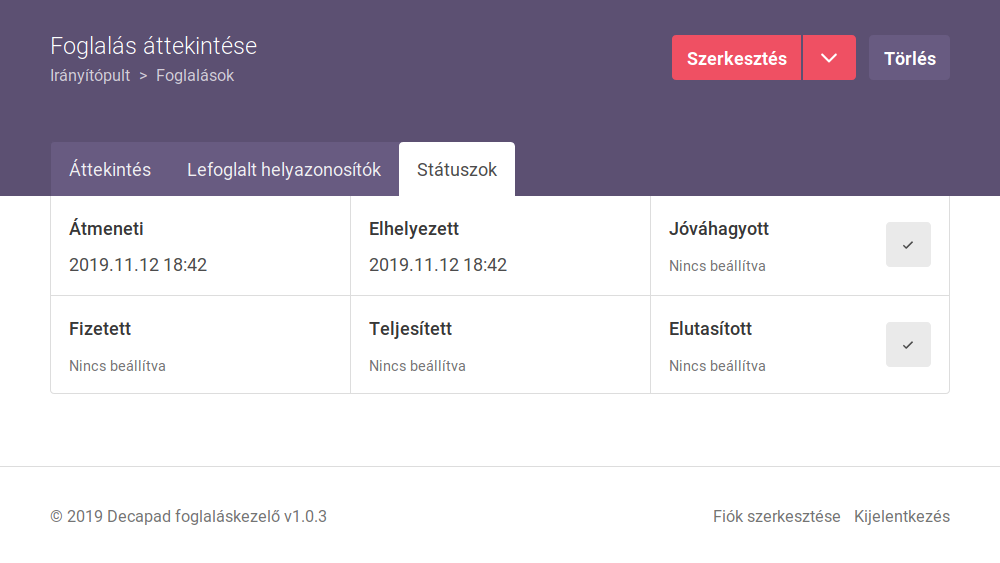 Foglalás áttekintése
Irányítópult > Foglalások
Szerkesztés
Törlés
Áttekintés Lefoglalt helyazonosítók Státuszok
Átmeneti
2019.11.12 18:42
Elhelyezett
2019.11.12 18:42
Jóváhagyott
Nincs beállítva
Fizetett
Nincs beállítva
Teljesített
Nincs beállítva
Elutasított
Nincs beállítva
© 2019 Decapad foglaláskezelő v1.0.3
Fiók szerkesztése Kijelentkezés